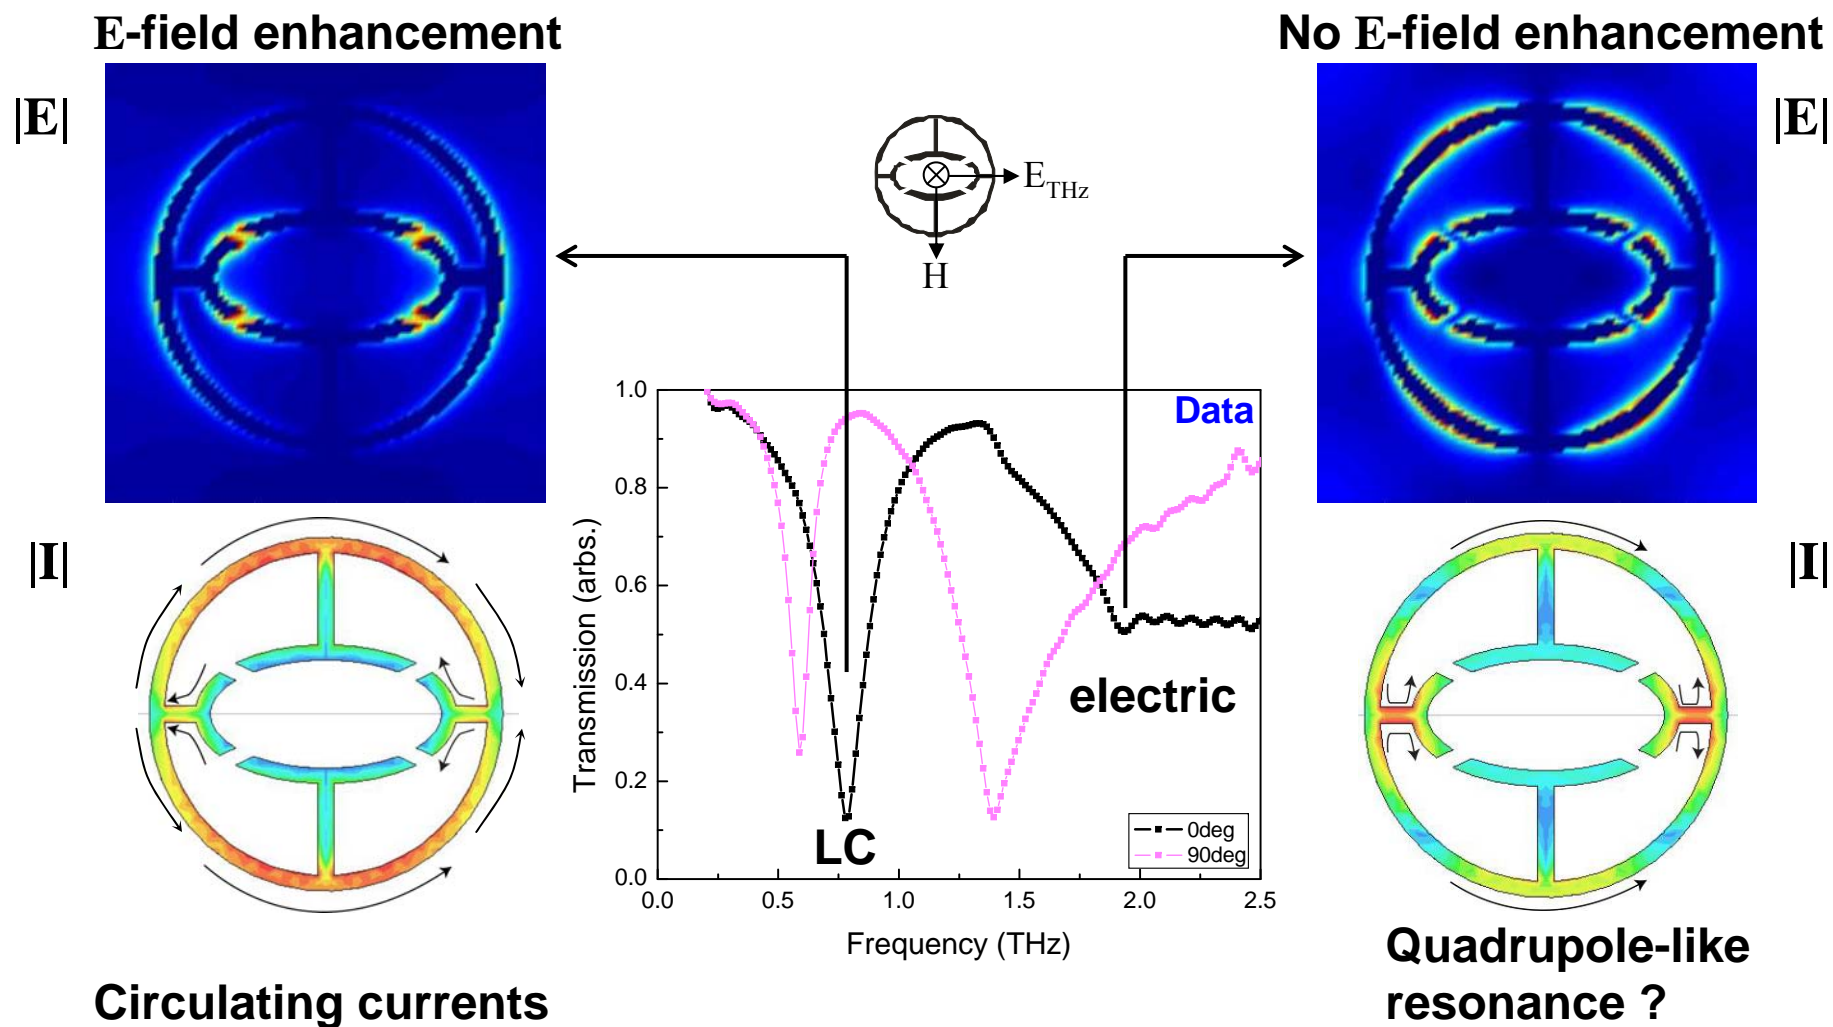 E-field enhancement
No E-field enhancement
|E|
|E|
E_THz
H
Data
1.0
0.8
0.6
0.4
0.2
0.0
Transmission (arbs.)
electric
LC
0deg
90deg
0.0 0.5 1.0 1.5 2.0 2.5
Frequency (THz)
|I|
|I|
Circulating currents
Quadrupole-like
resonance ?